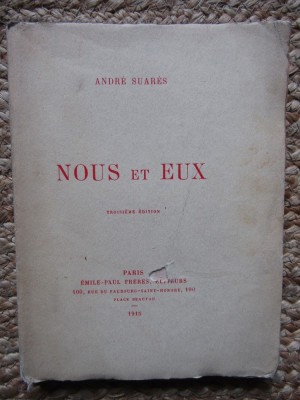 ANDRÉ SUARÈS
NOUS ET EUX
TROISIÈME ÉDITION
PARIS
ÉMILE-PAUL FRÈRES, ÉDITEURS
100, RUE DU FAUBOURG-SAINT-HONORÉ, 100
PLACE BEAUVAU
1915